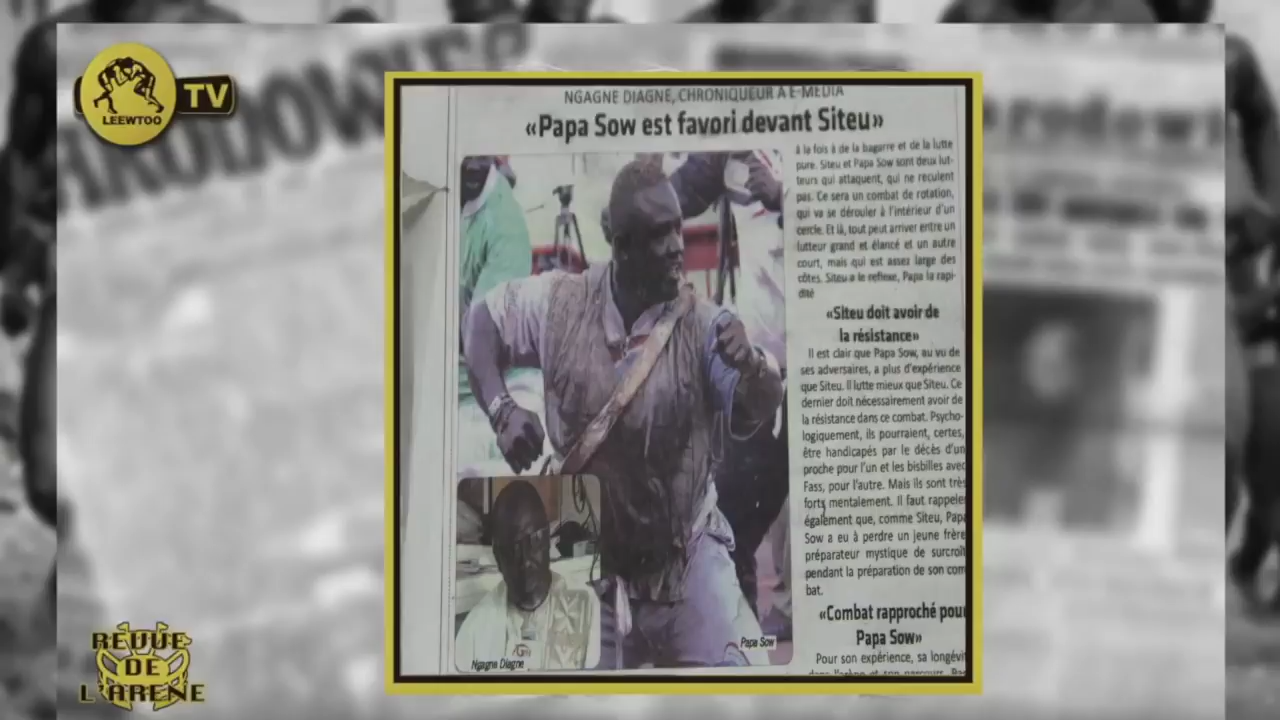 LEEWTOO
TV
NGAGNE DIAGNE, CHRONIQUEUR A E-MEDIA
«Papa Sow est favori devant Siteu»
à la fois à de la bagarre et de la lutte
pure. Siteu et Papa Sow sont deux lut-
teurs qui attaquent, qui ne reculent
pas. Ce sera un combat de rotation,
qui va se dérouler à l'intérieur d'un
cercle. Et là, tout peut arriver entre un
lutteur grand et élancé et un autre
court, mais qui est assez large des
côtes. Siteu a le reflexe, Papa la rapi-
dité
«Siteu doit avoir de
la résistance»
Il est clair que Papa Sow, au vu de
ses adversaires, a plus d'expérience
que Siteu. Il lutte mieux que Siteu. Ce
dernier doit nécessairement avoir de
la résistance dans ce combat. Psycho-
logiquement, ils pourraient, certes,
être handicapés par le décès d'un
proche pour l'un et les bisbilles avec
Fass, pour l'autre. Mais ils sont très
forts mentalement. Il faut rappeler
également que, comme Siteu, Papa
Sow a eu à perdre un jeune frère
préparateur mystique de surcroît
pendant la préparation de son com
bat.
«Combat rapproché pour
Papa Sow»
Pour son expérience, sa longévit
dans l'arène et son parcours, Pa
Ngagne Diagne
Papa Sow
REVUE
DE
L'ARENE